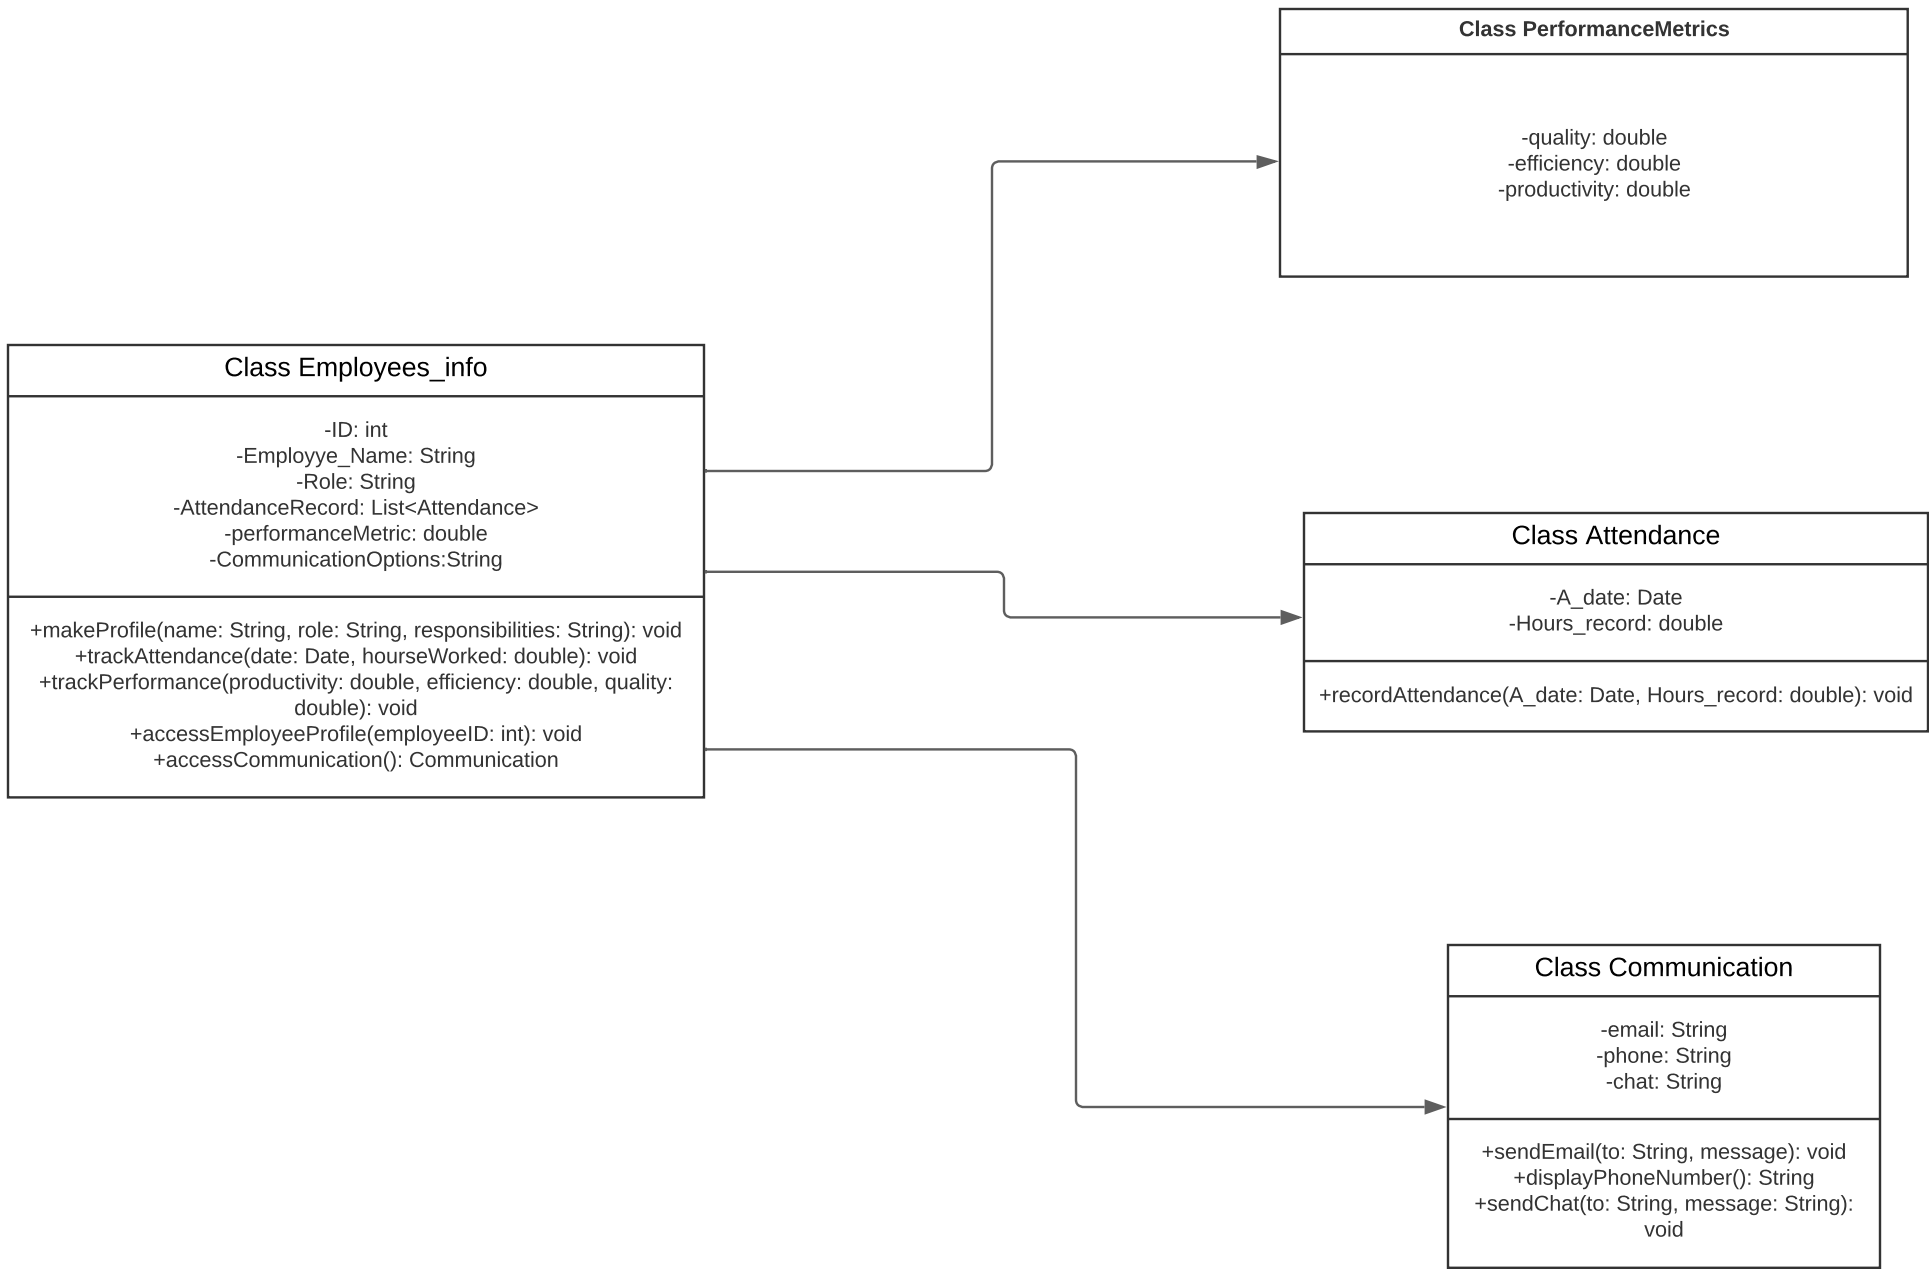 Class PerformanceMetrics
-quality: double
-efficiency: double
-productivity: double
Class Employees_info
-ID: int
-Employye_Name: String
-Role: String
-AttendanceRecord: List<Attendance>
-performanceMetric: double
-CommunicationOptions:String
+makeProfile(name: String, role: String, responsibilities: String): void
+trackAttendance(date: Date, hourseWorked: double): void
+trackPerformance(productivity: double, efficiency: double, quality:
double): void
+accessEmployeeProfile(employeeID: int): void
+accessCommunication(): Communication
Class Attendance
-A_date: Date
-Hours_record: double
+recordAttendance(A_date: Date, Hours_record: double): void
Class Communication
-email: String
-phone: String
-chat: String
+sendEmail(to: String, message): void
+displayPhoneNumber(): String
+sendChat(to: String, message: String):
void